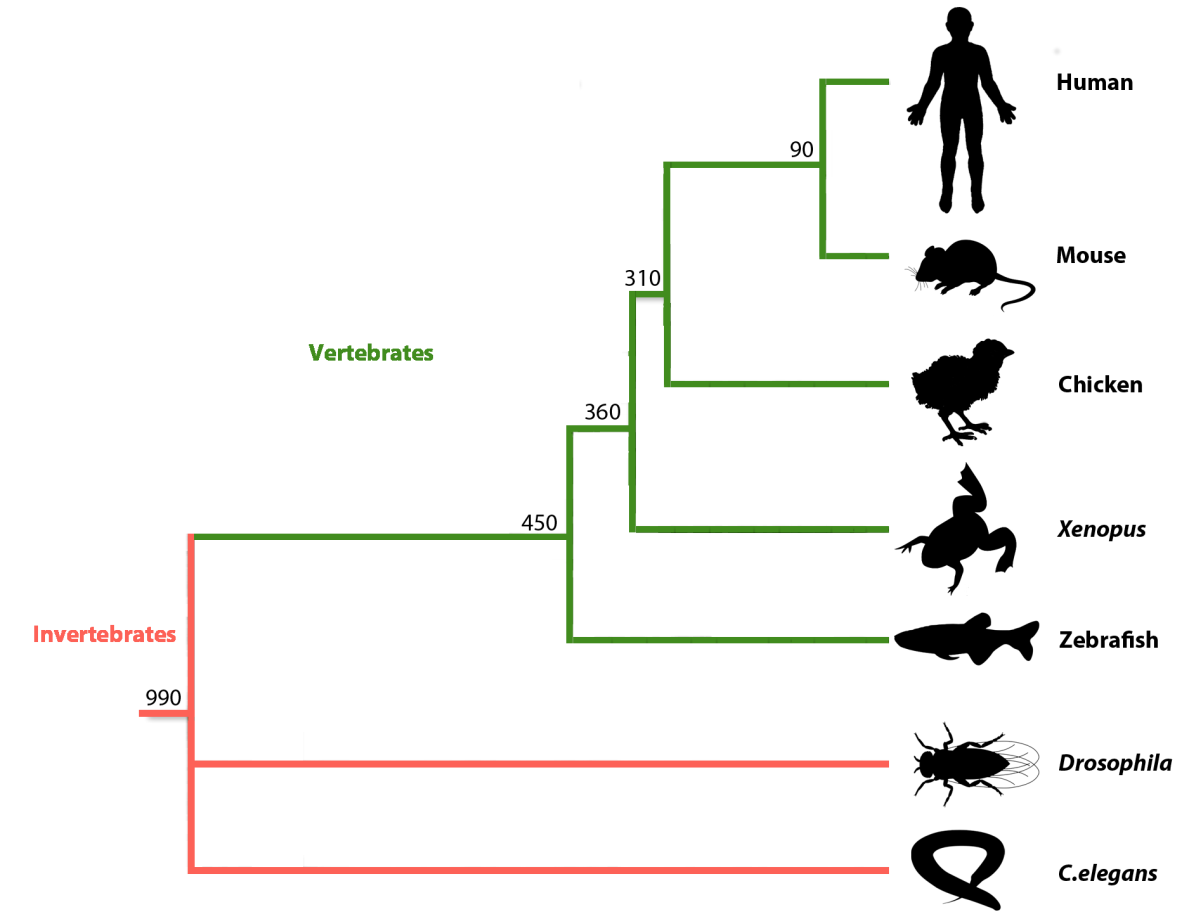 Human
90
Mouse
310
Vertebrates
Chicken
360
450
Xenopus
Invertebrates
Zebrafish
990
Drosophila
C.elegans